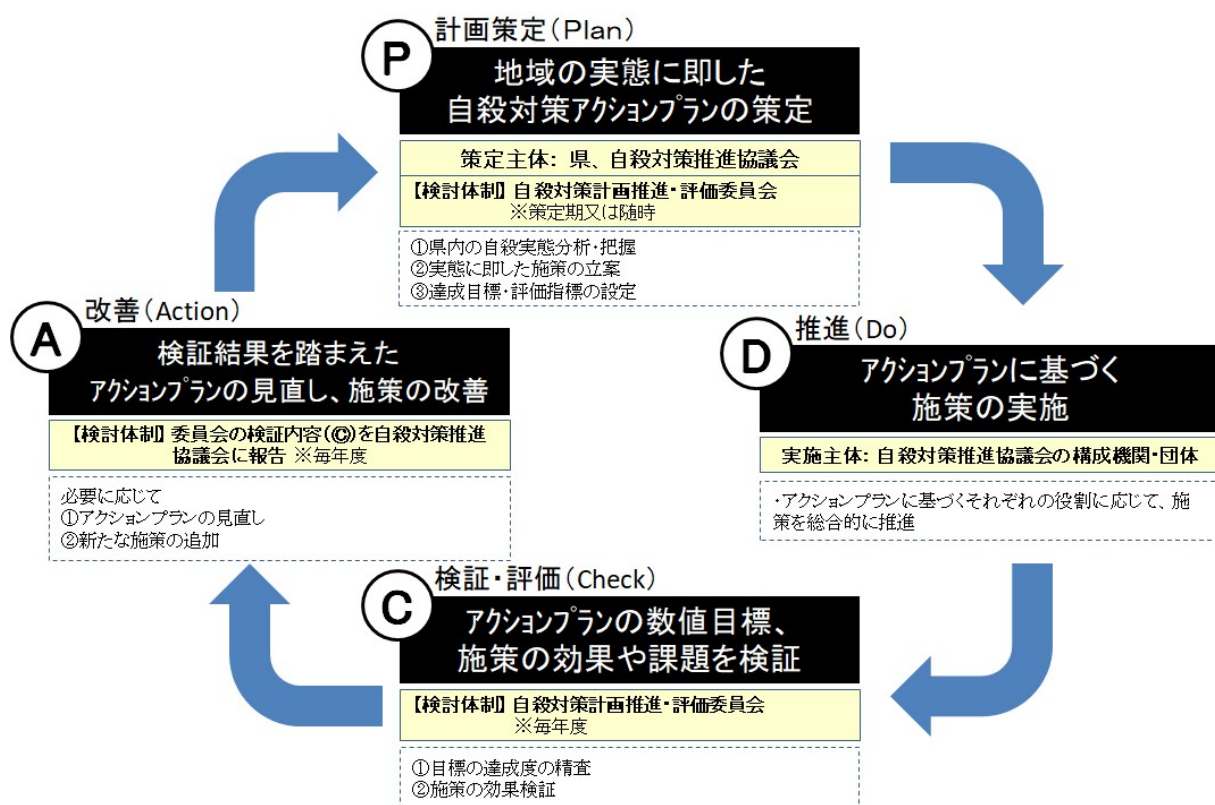 計画策定(Plan)
P
地域の実態に即した
自殺対策アクションプランの策定
策定主体: 県、自殺対策推進協議会
【検討体制】自殺対策計画推進・評価委員会
※策定期又は随時
①県内の自殺実態分析・把握
②実態に即した施策の立案
③達成目標・評価指標の設定
推進(Do)
D
アクションプランに基づく
施策の実施
実施主体: 自殺対策推進協議会の構成機関・団体
・アクションプランに基づくそれぞれの役割に応じて、施
策を総合的に推進
検証・評価(Check)
C
アクションプランの数値目標、
施策の効果や課題を検証
【検討体制】自殺対策計画推進・評価委員会
※毎年度
①目標の達成度の精査
②施策の効果検証
改善(Action)
A
検証結果を踏まえた
アクションプランの見直し、施策の改善
【検討体制】委員会の検証内容(Ⓒ)を自殺対策推進
協議会に報告 ※毎年度
必要に応じて
①アクションプランの見直し
②新たな施策の追加